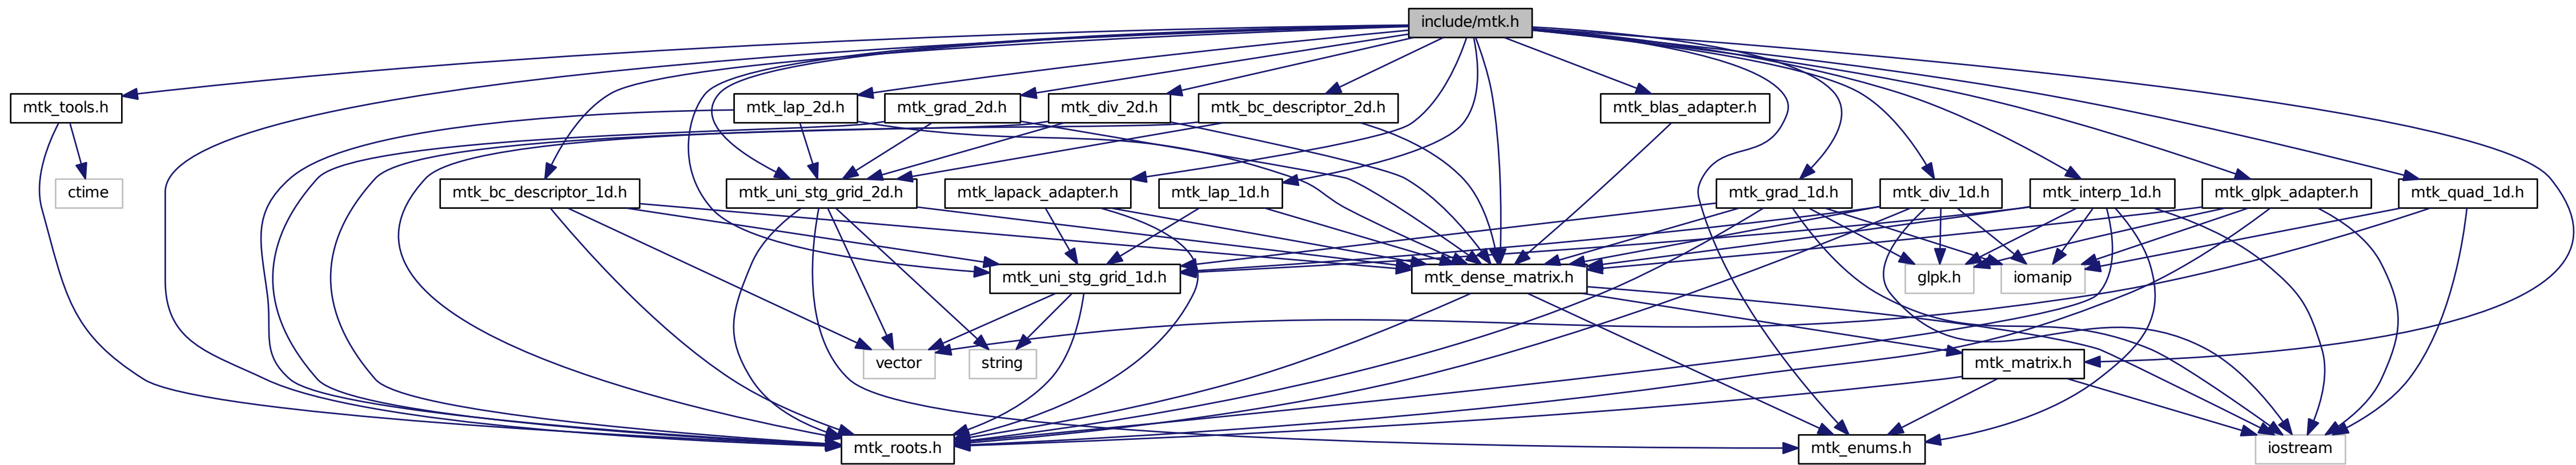 include/mtk.h
mtk_tools.h
mtk_lap_2d.h
mtk_grad_2d.h
mtk_div_2d.h
mtk_bc_descriptor_2d.h
mtk_blas_adapter.h
ctime
mtk_bc_descriptor_1d.h
mtk_uni_stg_grid_2d.h
mtk_lapack_adapter.h
mtk_lap_1d.h
mtk_grad_1d.h
mtk_div_1d.h
mtk_interp_1d.h
mtk_glpk_adapter.h
mtk_quad_1d.h
mtk_uni_stg_grid_1d.h
mtk_dense_matrix.h
glpk.h
iomanip
vector
string
mtk_matrix.h
mtk_roots.h
mtk_enums.h
iostream